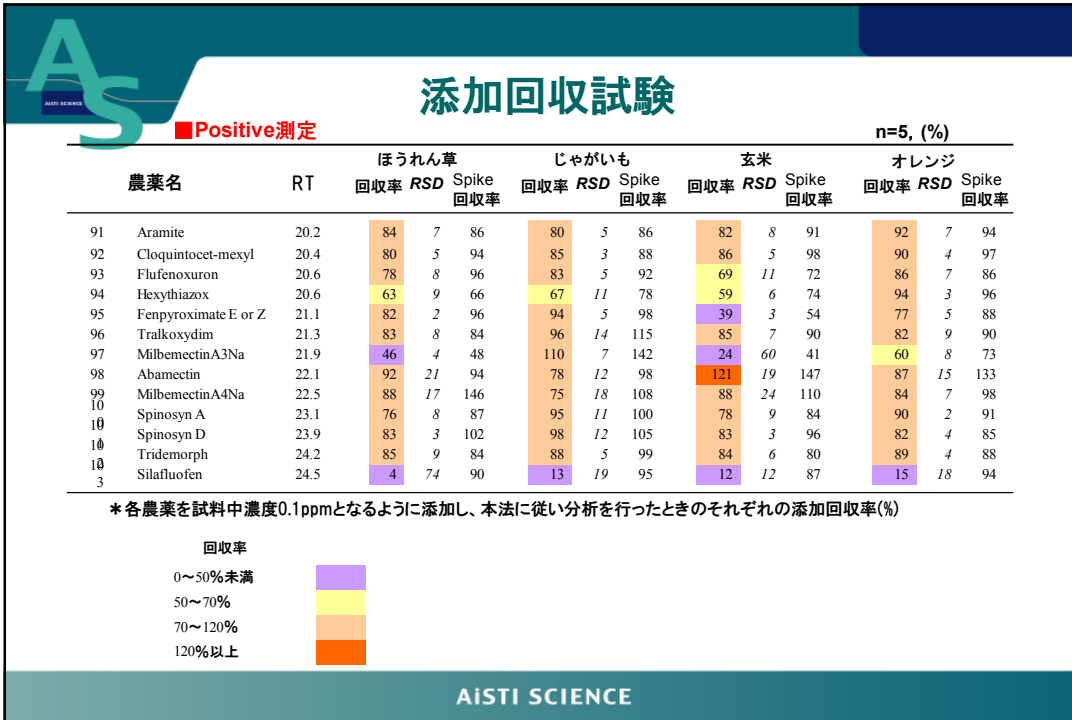 AS
AISTI SCIENCE
添加回収試験
■Positive測定 n=5, (%)
ほうれん草 じゃがいも 玄米 オレンジ
農薬名 RT 回収率 RSD Spike回収率 回収率 RSD Spike回収率 回収率 RSD Spike回収率 回収率 RSD Spike回収率
91 Aramite 20.2 84 7 86 80 5 86 82 8 91 92 7 94
92 Cloquintocet-mexyl 20.4 80 5 94 85 3 88 86 5 98 90 4 97
93 Flufenoxuron 20.6 78 8 96 83 5 92 69 11 72 86 7 86
94 Hexythiazox 20.6 63 9 66 67 11 78 59 6 74 94 3 96
95 Fenpyroximate E or Z 21.1 82 2 96 94 5 98 39 3 54 77 5 88
96 Tralkoxydim 21.3 83 8 84 96 14 115 85 7 90 82 9 90
97 MilbemectinA3Na 21.9 46 4 48 110 7 142 24 60 41 60 8 73
98 Abamectin 22.1 92 21 94 78 12 98 121 19 147 87 15 133
99 MilbemectinA4Na 22.5 88 17 146 75 18 108 88 24 110 84 7 98
100 Spinosyn A 23.1 76 8 87 95 11 100 78 9 84 90 2 91
101 Spinosyn D 23.9 83 3 102 98 12 105 83 3 96 82 4 85
102 Tridemorph 24.2 85 9 84 88 5 99 84 6 80 89 4 88
103 Silafluofen 24.5 4 74 90 13 19 95 12 12 87 15 18 94
*各農薬を試料中濃度0.1ppmとなるように添加し、本法に従い分析を行ったときのそれぞれの添加回収率(%)
回収率
0～50%未満
50～70%
70～120%
120%以上
AiSTI SCIENCE